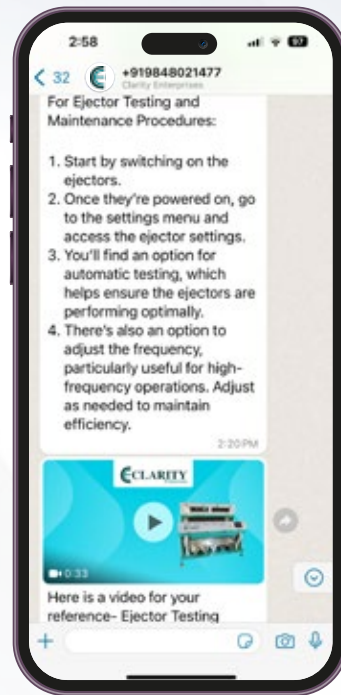 2:58
97
32
+919848021477
Clarity Enterprises
For Ejector Testing and
Maintenance Procedures:
1. Start by switching on the
ejectors.
2. Once they're powered on, go
to the settings menu and
access the ejector settings.
3. You'll find an option for
automatic testing, which
helps ensure the ejectors are
performing optimally.
4. There's also an option to
adjust the frequency,
particularly useful for high-
frequency operations. Adjust
as needed to maintain
efficiency.
2:20 PM
CLARITY
0:33
Here is a video for your
reference- Ejector Testing